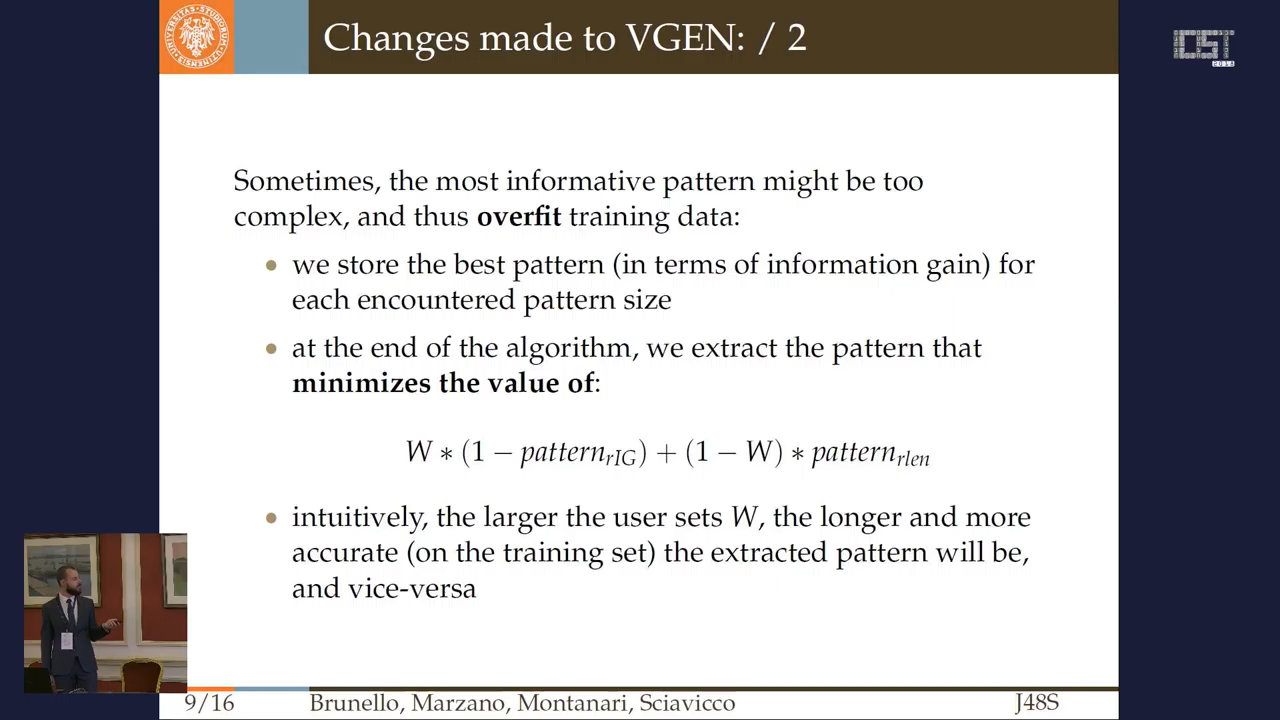 Changes made to VGEN: / 2
ICST
2018
Sometimes, the most informative pattern might be too
complex, and thus overfit training data:
• we store the best pattern (in terms of information gain) for
each encountered pattern size
• at the end of the algorithm, we extract the pattern that
minimizes the value of:
W ∗ (1 − pattern_rIG) + (1 − W) ∗ pattern_rlen
• intuitively, the larger the user sets W, the longer and more
accurate (on the training set) the extracted pattern will be,
and vice-versa
9/16 Brunello, Marzano, Montanari, Sciavicco J48S